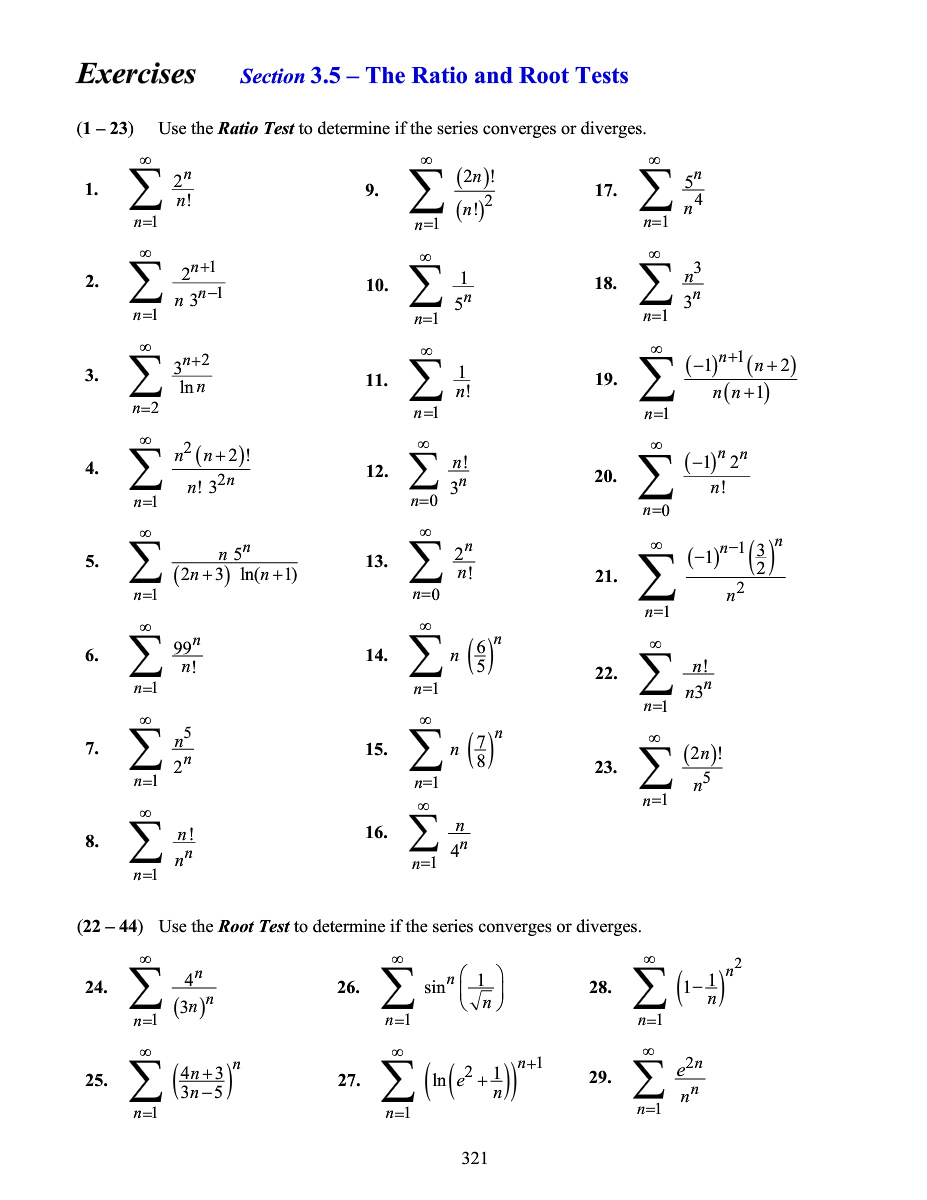 Exercises Section 3.5 – The Ratio and Root Tests
(1 – 23) Use the Ratio Test to determine if the series converges or diverges.
1. $\sum_{n=1}^{\infty} \frac{2^n}{n!}$
2. $\sum_{n=1}^{\infty} \frac{2^{n+1}}{n\,3^{n-1}}$
3. $\sum_{n=2}^{\infty} \frac{3^{n+2}}{\ln n}$
4. $\sum_{n=1}^{\infty} \frac{n^2(n+2)!}{n!\,3^{2n}}$
5. $\sum_{n=1}^{\infty} \frac{n\,5^n}{(2n+3)\,\ln(n+1)}$
6. $\sum_{n=1}^{\infty} \frac{99^n}{n!}$
7. $\sum_{n=1}^{\infty} \frac{n^5}{2^n}$
8. $\sum_{n=1}^{\infty} \frac{n!}{n^n}$
9. $\sum_{n=1}^{\infty} \frac{(2n)!}{(n!)^2}$
10. $\sum_{n=1}^{\infty} \frac{1}{5^n}$
11. $\sum_{n=1}^{\infty} \frac{1}{n!}$
12. $\sum_{n=0}^{\infty} \frac{n!}{3^n}$
13. $\sum_{n=0}^{\infty} \frac{2^n}{n!}$
14. $\sum_{n=1}^{\infty} n\left(\frac{6}{5}\right)^n$
15. $\sum_{n=1}^{\infty} n\left(\frac{7}{8}\right)^n$
16. $\sum_{n=1}^{\infty} \frac{n}{4^n}$
17. $\sum_{n=1}^{\infty} \frac{5^n}{n^4}$
18. $\sum_{n=1}^{\infty} \frac{n^3}{3^n}$
19. $\sum_{n=1}^{\infty} \frac{(-1)^{n+1}(n+2)}{n(n+1)}$
20. $\sum_{n=0}^{\infty} \frac{(-1)^n 2^n}{n!}$
21. $\sum_{n=1}^{\infty} \frac{(-1)^{n-1}\left(\frac{3}{2}\right)^n}{n^2}$
22. $\sum_{n=1}^{\infty} \frac{n!}{n3^n}$
23. $\sum_{n=1}^{\infty} \frac{(2n)!}{n^5}$
(22 – 44) Use the Root Test to determine if the series converges or diverges.
24. $\sum_{n=1}^{\infty} \frac{4^n}{(3n)^n}$
25. $\sum_{n=1}^{\infty} \left(\frac{4n+3}{3n-5}\right)^n$
26. $\sum_{n=1}^{\infty} \sin^n\left(\frac{1}{\sqrt{n}}\right)$
27. $\sum_{n=1}^{\infty} \left(\ln\left(e^2+\frac{1}{n}\right)\right)^{n+1}$
28. $\sum_{n=1}^{\infty} \left(1-\frac{1}{n}\right)^{n^2}$
29. $\sum_{n=1}^{\infty} \frac{e^{2n}}{n^n}$
321